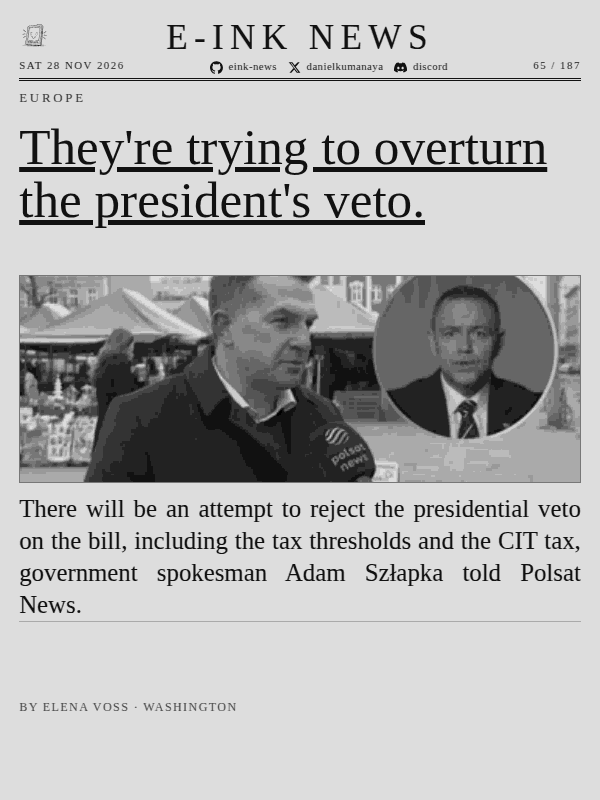 E-INK NEWS
SAT 28 NOV 2026
eink-news danielkumanaya discord
65 / 187
EUROPE
They're trying to overturn
the president's veto.
polsat
news
There will be an attempt to reject the presidential veto
on the bill, including the tax thresholds and the CIT tax,
government spokesman Adam Szłapka told Polsat
News.
BY ELENA VOSS · WASHINGTON